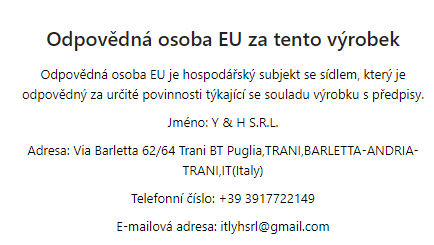 Odpovědná osoba EU za tento výrobek
Odpovědná osoba EU je hospodářský subjekt se sídlem, který je
odpovědný za určité povinnosti týkající se souladu výrobku s předpisy.
Jméno: Y & H S.R.L.
Adresa: Via Barletta 62/64 Trani BT Puglia,TRANI,BARLETTA-ANDRIA-
TRANI,IT(Italy)
Telefonní číslo: +39 3917722149
E-mailová adresa: itlyhsrl@gmail.com